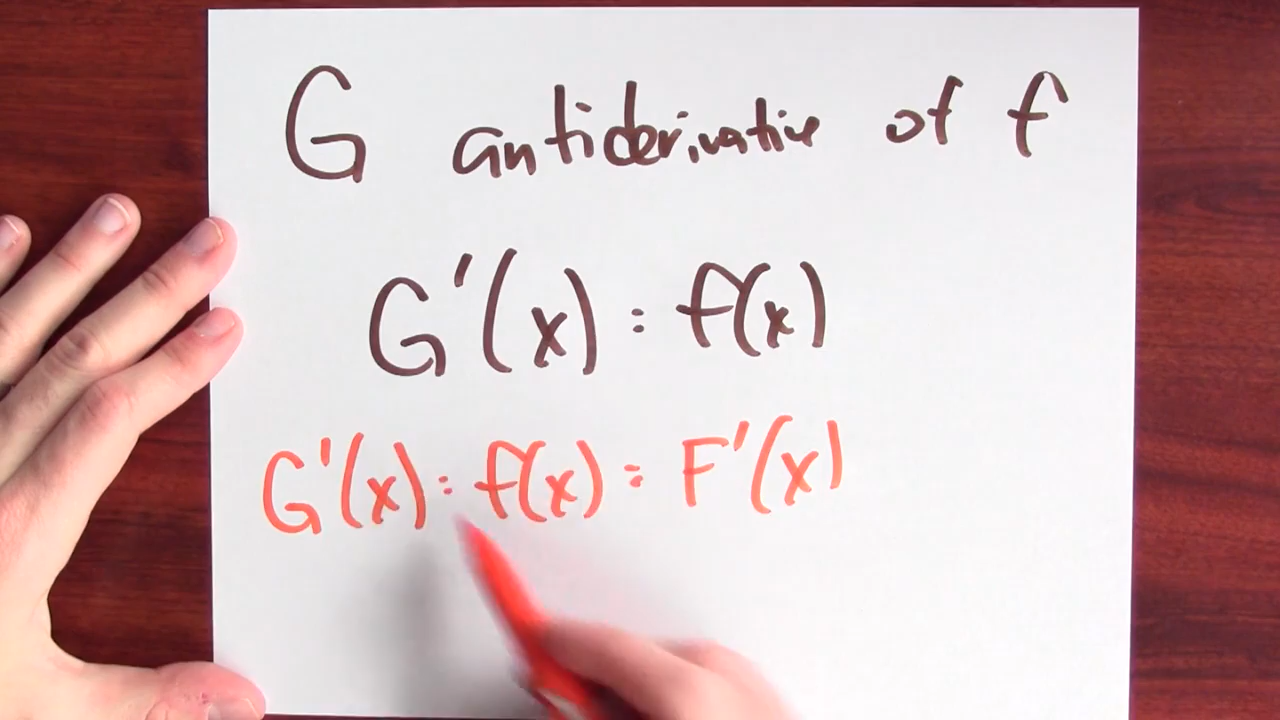 G antiderivative of f
G'(x) = f(x)
G'(x) = f(x) = F'(x)